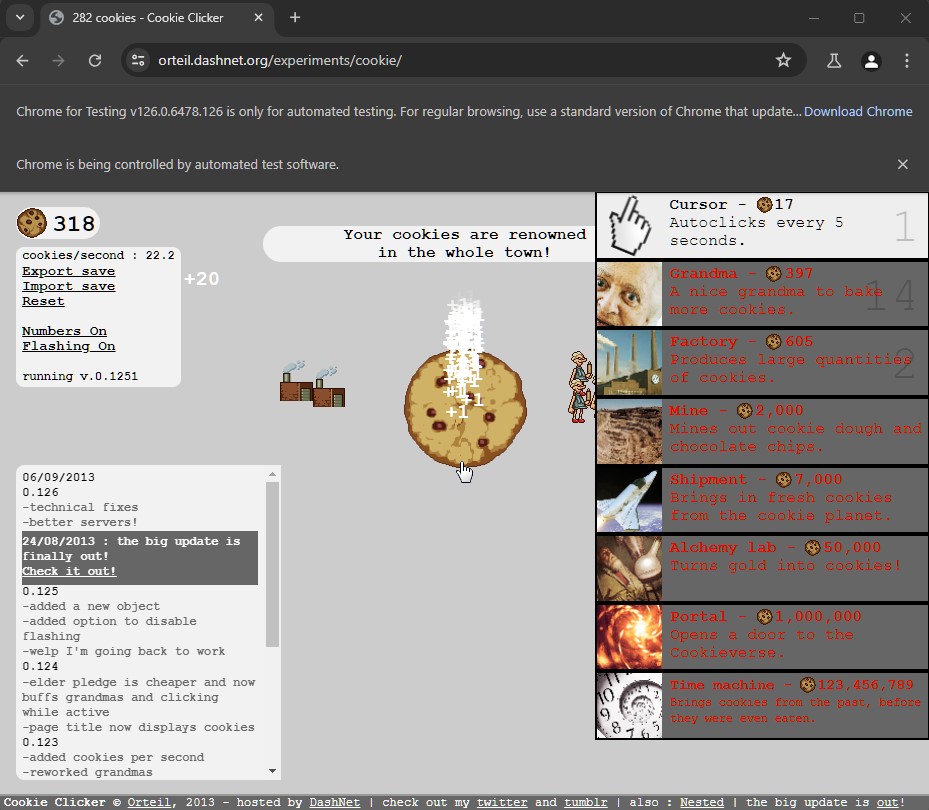 282 cookies - Cookie Clicker
orteil.dashnet.org/experiments/cookie/
Chrome for Testing v126.0.6478.126 is only for automated testing. For regular browsing, use a standard version of Chrome that update... Download Chrome
Chrome is being controlled by automated test software.
318
cookies/second : 22.2
Export save
Import save
Reset
Numbers On
Flashing On
running v.0.1251
+20
Your cookies are renowned
in the whole town!
+1
+1
+1
06/09/2013
0.126
-technical fixes
-better servers!
24/08/2013 : the big update is
finally out!
Check it out!
0.125
-added a new object
-added option to disable
flashing
-welp I'm going back to work
0.124
-elder pledge is cheaper and now
buffs grandmas and clicking
while active
-page title now displays cookies
0.123
-added cookies per second
-reworked grandmas
Cursor - 17
Autoclicks every 5
seconds.
1
Grandma - 397
A nice grandma to bake
more cookies.
14
Factory - 605
Produces large quantities
of cookies.
2
Mine - 2,000
Mines out cookie dough and
chocolate chips.
Shipment - 7,000
Brings in fresh cookies
from the cookie planet.
Alchemy lab - 50,000
Turns gold into cookies!
Portal - 1,000,000
Opens a door to the
Cookieverse.
Time machine - 123,456,789
Brings cookies from the past, before
they were even eaten.
Cookie Clicker © Orteil, 2013 - hosted by DashNet | check out my twitter and tumblr | also : Nested | the big update is out!